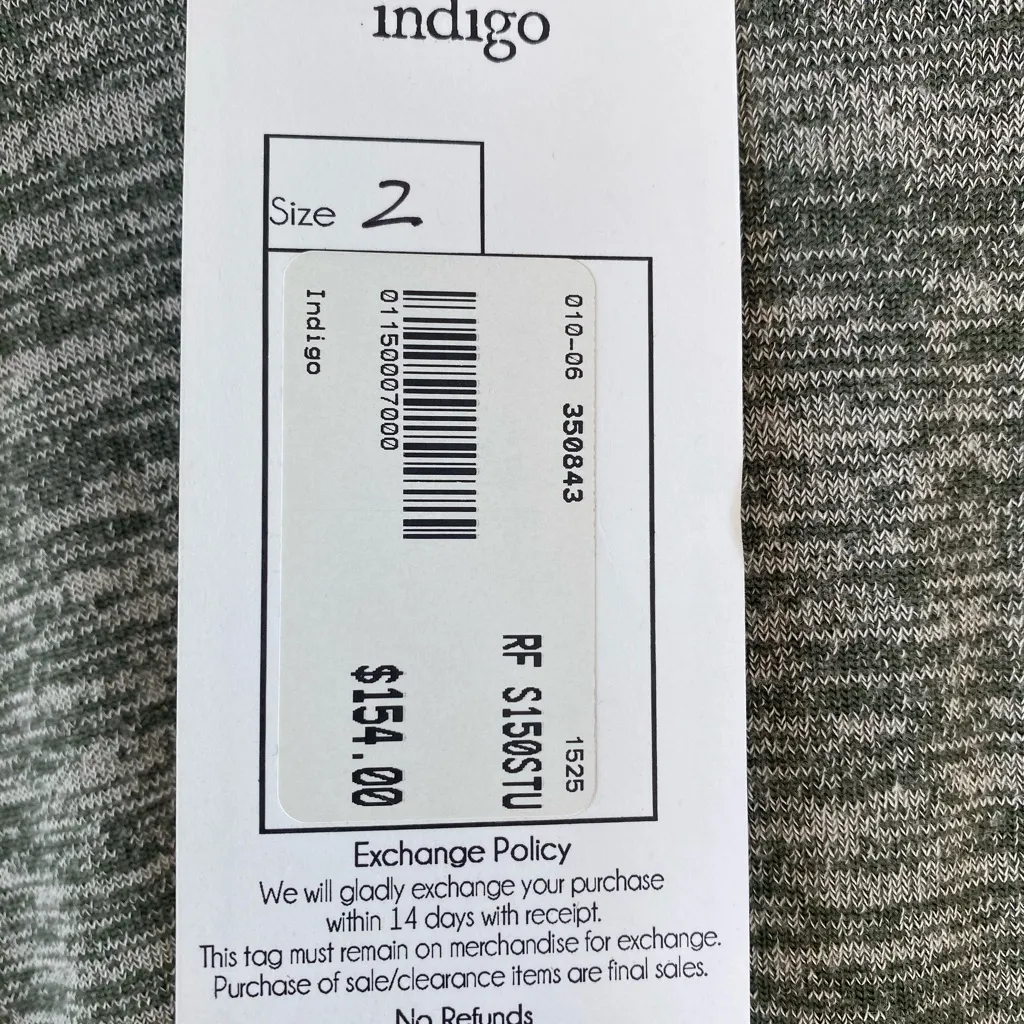 indigo
Size 2
010-06 350843 1525
RF S150STU
01150007000
$154.00
Indigo
Exchange Policy
We will gladly exchange your purchase
within 14 days with receipt.
This tag must remain on merchandise for exchange.
Purchase of sale/clearance items are final sales.
No Refunds